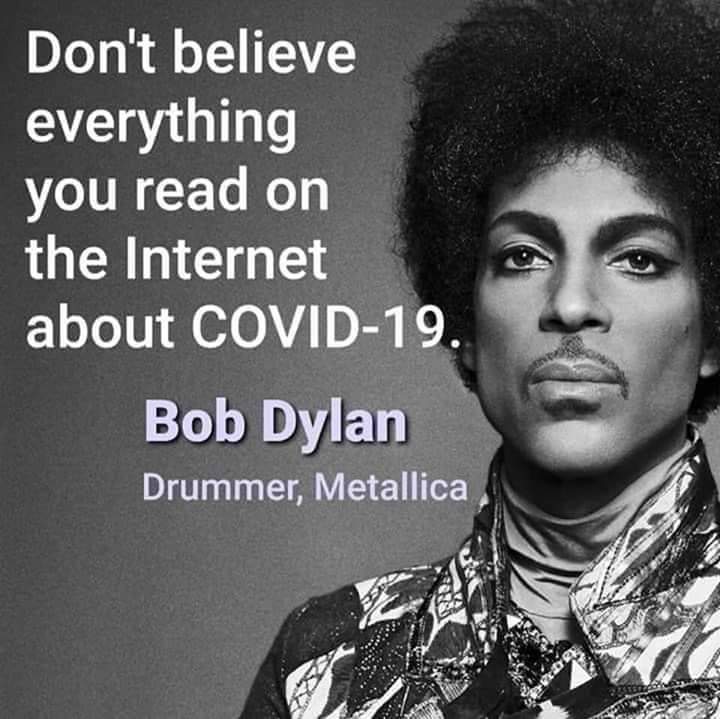 Don't believe
everything
you read on
the Internet
about COVID-19.
Bob Dylan
Drummer, Metallica